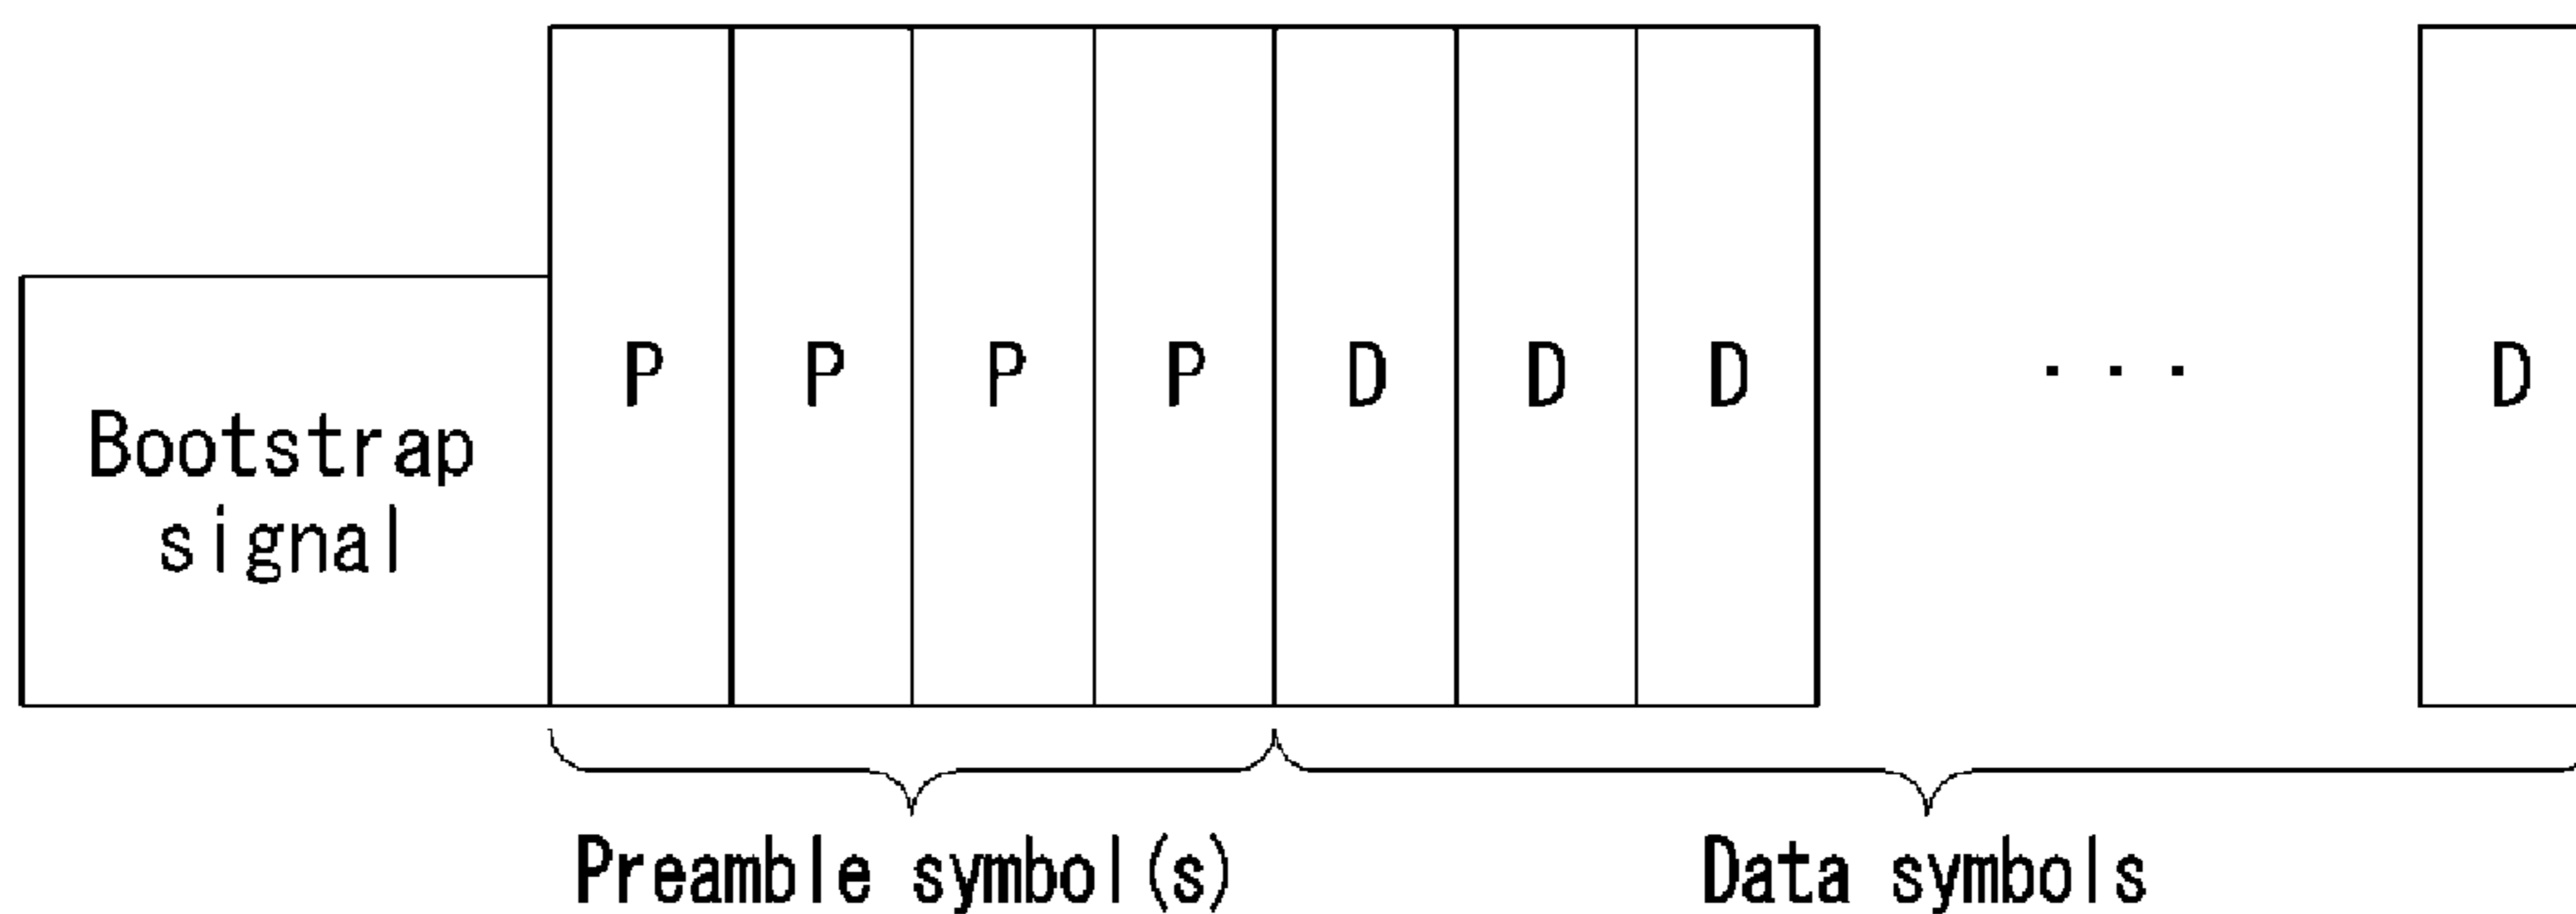 P P P P D D D ··· D
Bootstrap
signal
Preamble symbol(s) Data symbols